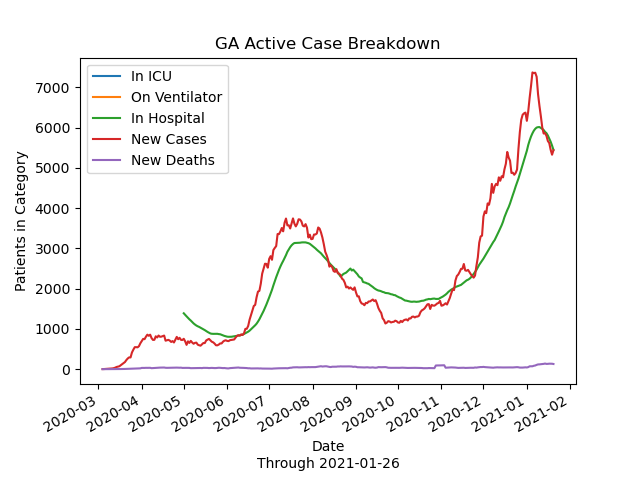 GA Active Case Breakdown
In ICU
On Ventilator
In Hospital
New Cases
New Deaths
Patients in Category
7000
6000
5000
4000
3000
2000
1000
0
2020-03
2020-04
2020-05
2020-06
2020-07
2020-08
2020-09
2020-10
2020-11
2020-12
2021-01
2021-02
Date
Through 2021-01-26